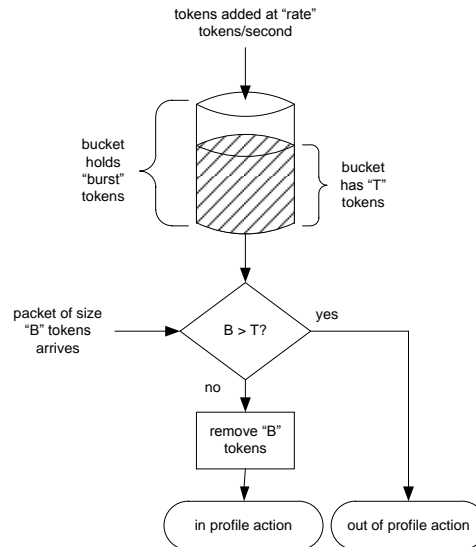 tokens added at “rate”
tokens/second
bucket
holds
“burst”
tokens
bucket
has “T”
tokens
packet of size
“B” tokens
arrives
B > T?
yes
no
remove “B”
tokens
in profile action
out of profile action